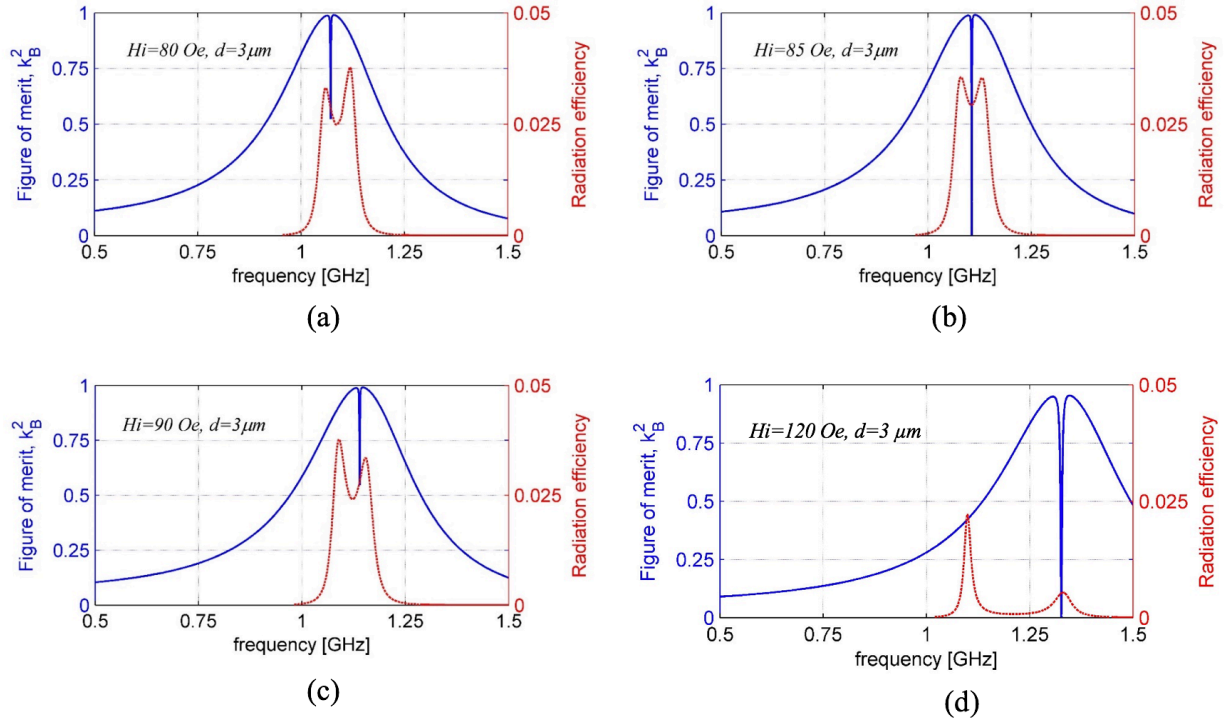 Figure of merit, k_B^2
1
0.75
0.5
0.25
0
Hi=80 Oe, d=3μm
0.05
0.025
0
Radiation efficiency
0.5 0.75 1 1.25 1.5
frequency [GHz]
(a)
Figure of merit, k_B^2
1
0.75
0.5
0.25
0
Hi=85 Oe, d=3μm
0.05
0.025
0
Radiation efficiency
0.5 0.75 1 1.25 1.5
frequency [GHz]
(b)
Figure of merit, k_B^2
1
0.75
0.5
0.25
0
Hi=90 Oe, d=3μm
0.05
0.025
0
Radiation efficiency
0.5 0.75 1 1.25 1.5
frequency [GHz]
(c)
Figure of merit, k_B^2
1
0.75
0.5
0.25
0
Hi=120 Oe, d=3 μm
0.05
0.025
0
Radiation efficiency
0.5 0.75 1 1.25 1.5
frequency [GHz]
(d)